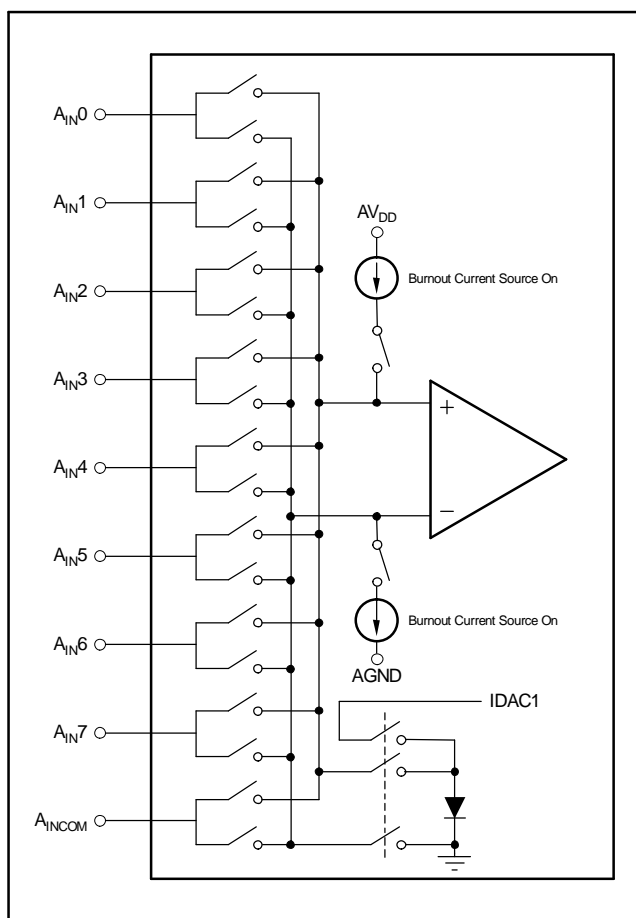 AIN0
AIN1
AVDD
Burnout Current Source On
AIN2
AIN3
+
AIN4
−
AIN5
Burnout Current Source On
AIN6
AGND
IDAC1
AIN7
AINCOM